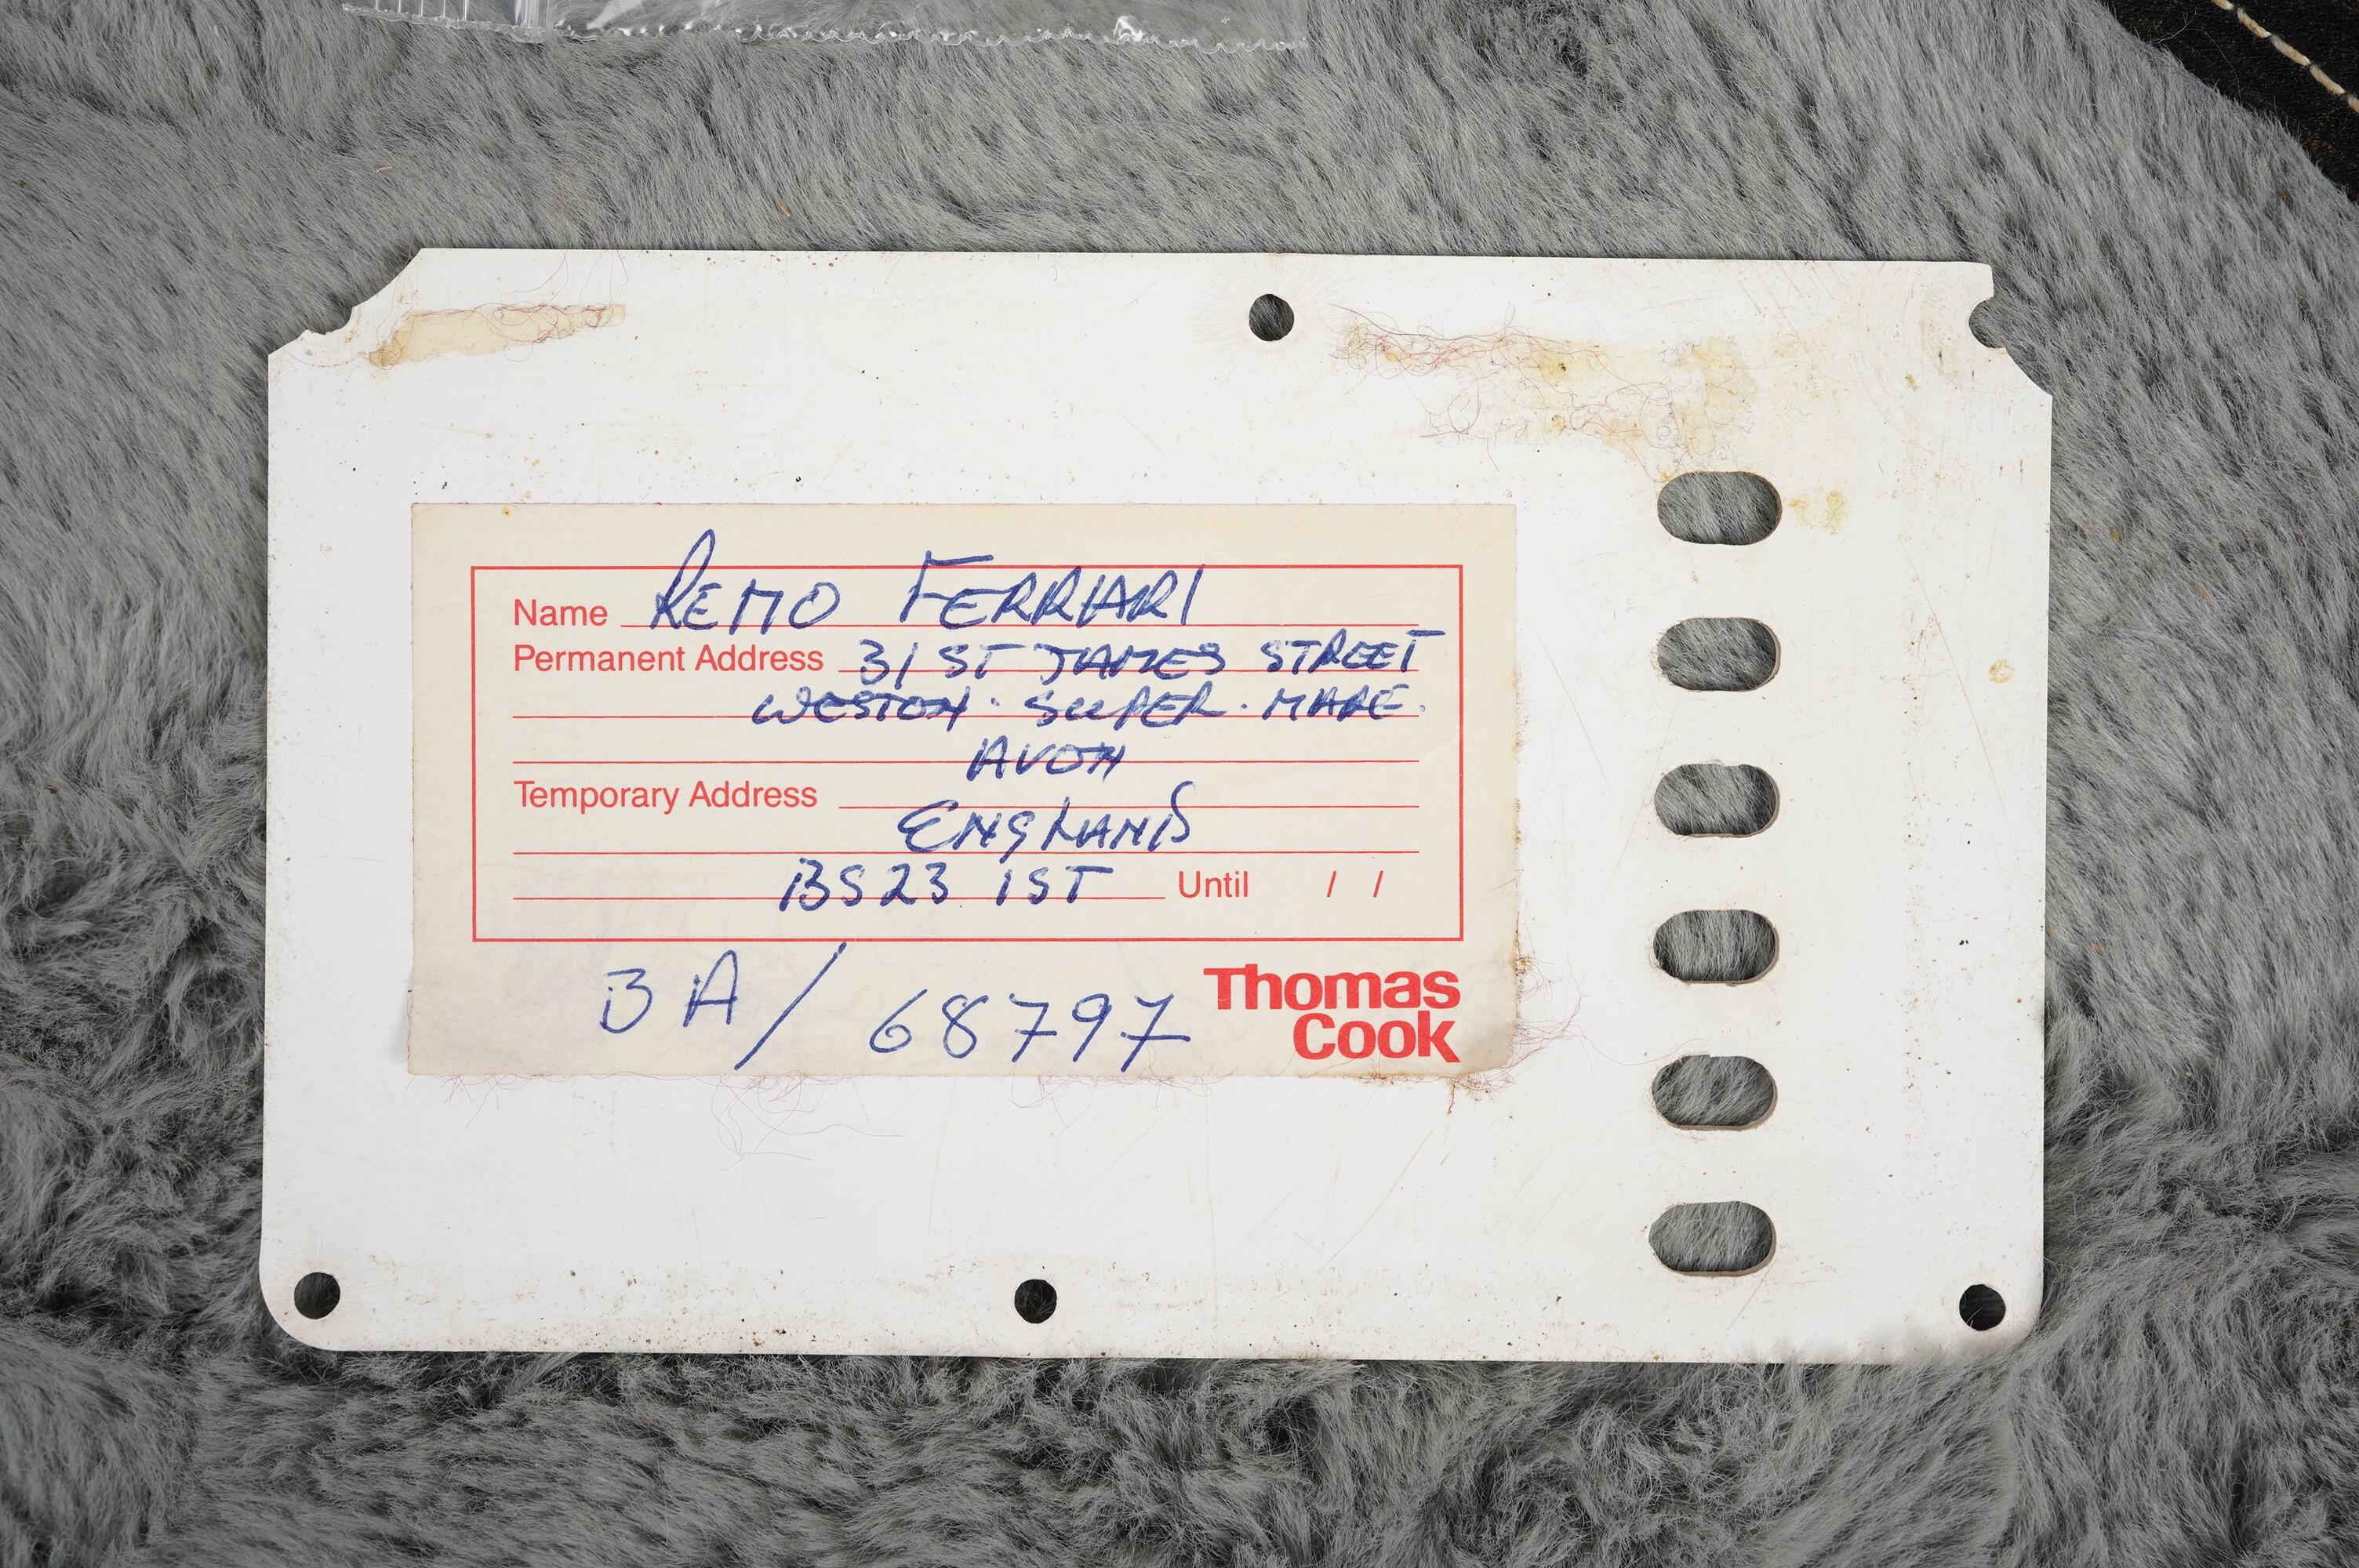 Name REMO FERRARI
Permanent Address 31 ST JAMES STREET
WESTON · SUPER · MARE.
AVON
Temporary Address
ENGLAND
BS23 1ST Until / /
BA/68797
Thomas
Cook